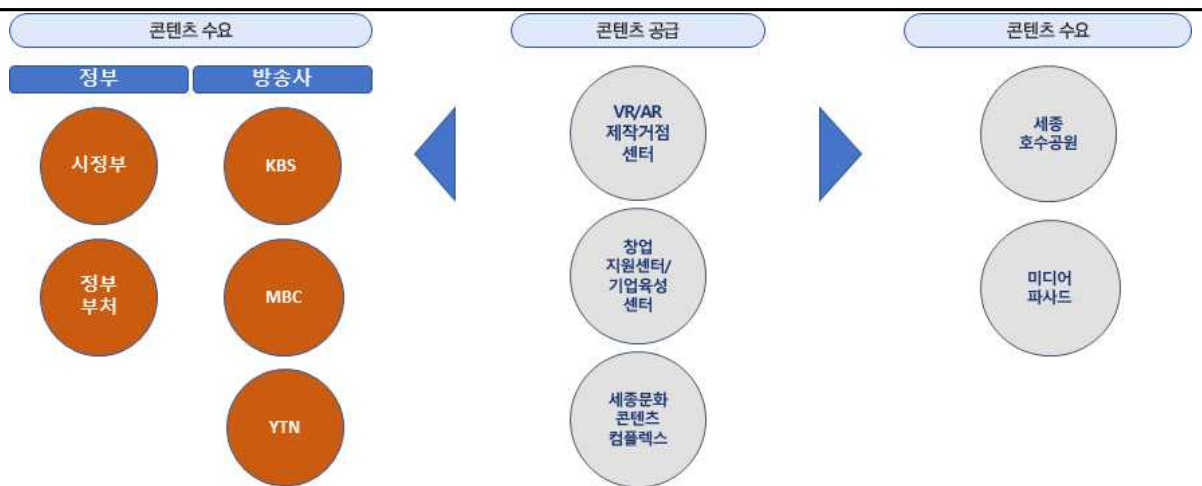 콘텐츠 수요
정부
방송사
시정부
정부
부처
KBS
MBC
YTN
콘텐츠 공급
VR/AR
제작거점
센터
창업
지원센터/
기업육성
센터
세종문화
콘텐츠
컴플렉스
콘텐츠 수요
세종
호수공원
미디어
파사드